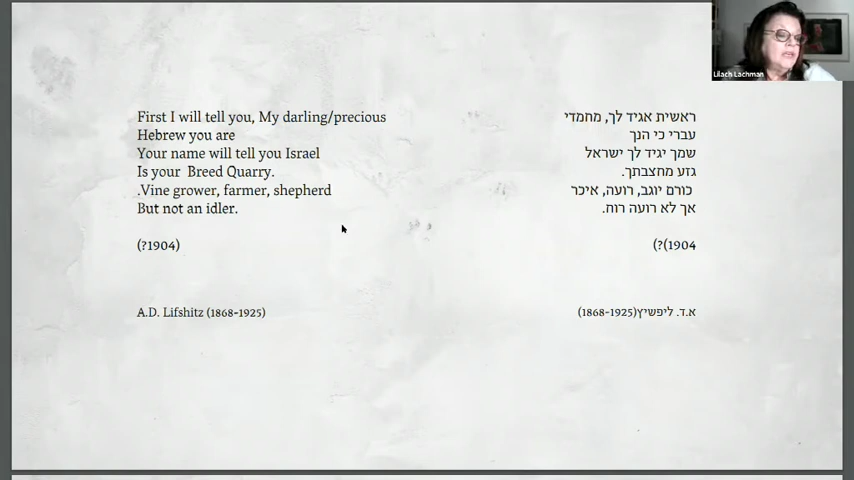 Lilach Lachman
First I will tell you, My darling/precious
Hebrew you are
Your name will tell you Israel
Is your Breed Quarry.
.Vine grower, farmer, shepherd
But not an idler.
(?1904)
A.D. Lifshitz (1868-1925)
ראשית אגיד לך, מחמדי
עברי כי הנך
שמך יגיד לך ישראל
גזע מחצבתך.
כורם יוגב, רועה, איכר
אך לא רועה רוח.
(?)1904
א.ד. ליפשיץ(1868-1925)